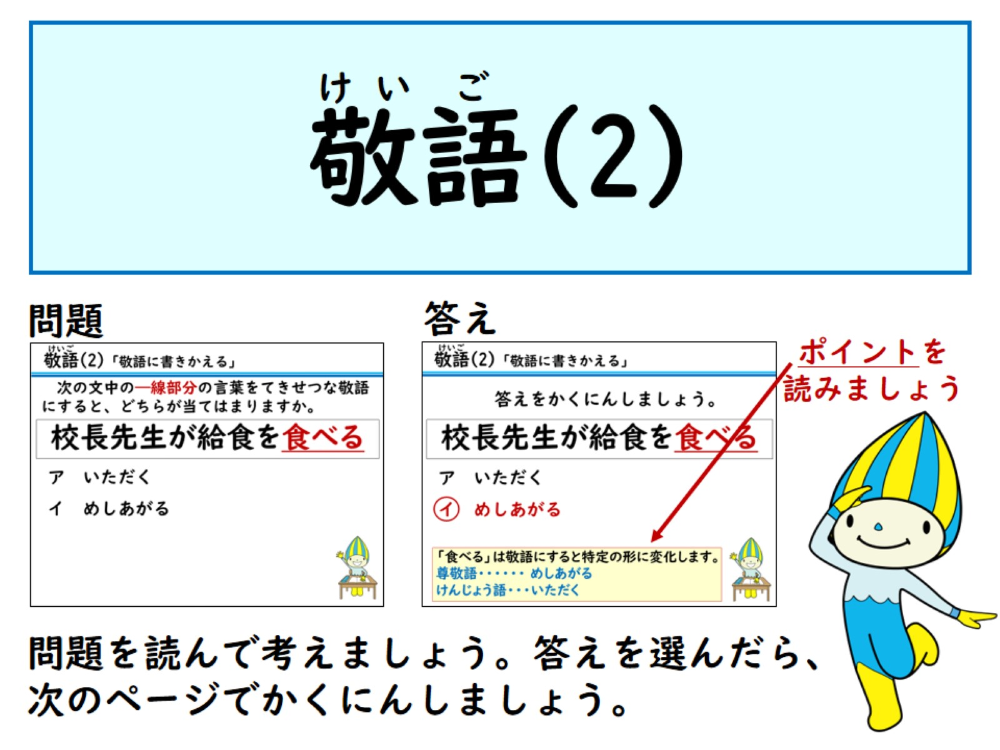 けいご
敬語(2)
問題
けいご
敬語(2)「敬語に書きかえる」
次の文中の―線部分の言葉をてきせつな敬語
にすると、どちらが当てはまりますか。
校長先生が給食を食べる
ア いただく
イ めしあがる
答え
けいご
敬語(2)「敬語に書きかえる」
答えをかくにんしましょう。
校長先生が給食を食べる
ア いただく
イ めしあがる
「食べる」は敬語にすると特定の形に変化します。
尊敬語・・・・・・ めしあがる
けんじょう語・・・いただく
ポイントを
読みましょう
問題を読んで考えましょう。答えを選んだら、
次のページでかくにんしましょう。